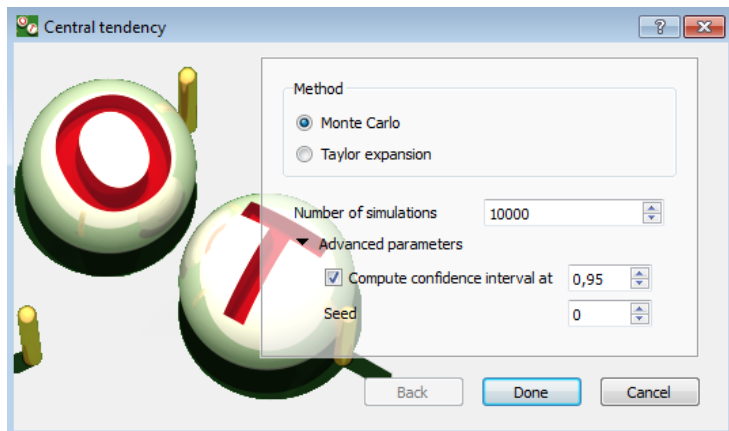 Central tendency
O
T
Method
Monte Carlo
Taylor expansion
Number of simulations 10000
Advanced parameters
Compute confidence interval at 0,95
Seed 0
Back Done Cancel